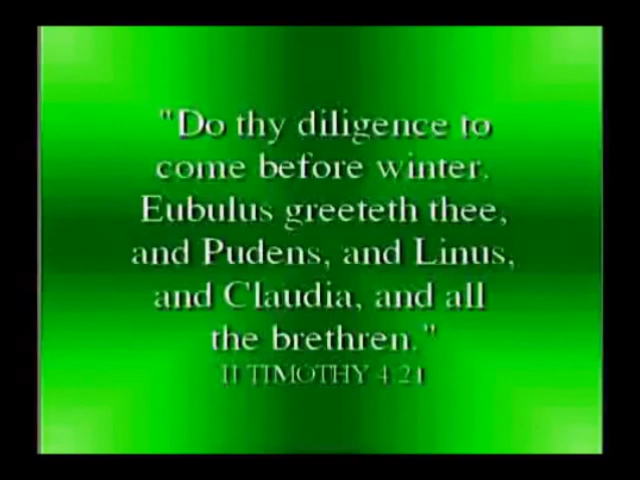 "Do thy diligence to
come before winter.
Eubulus greeteth thee,
and Pudens, and Linus,
and Claudia, and all
the brethren."
II TIMOTHY 4:21